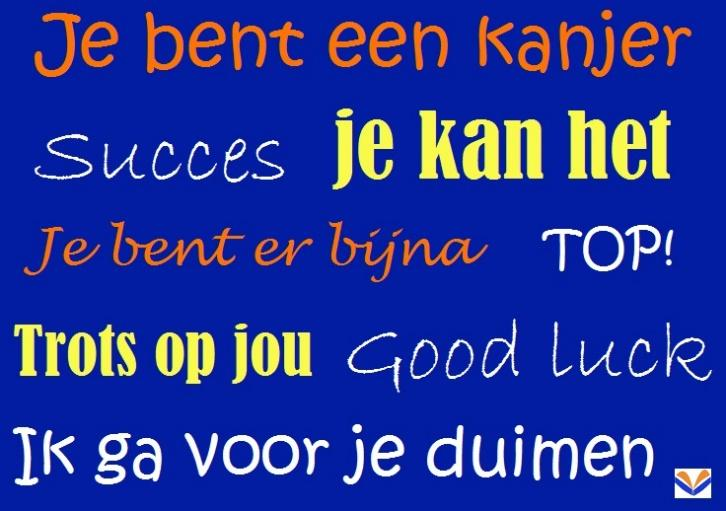 Je bent een kanjer
Succes je kan het
Je bent er bijna TOP!
Trots op jou Good luck
Ik ga voor je duimen